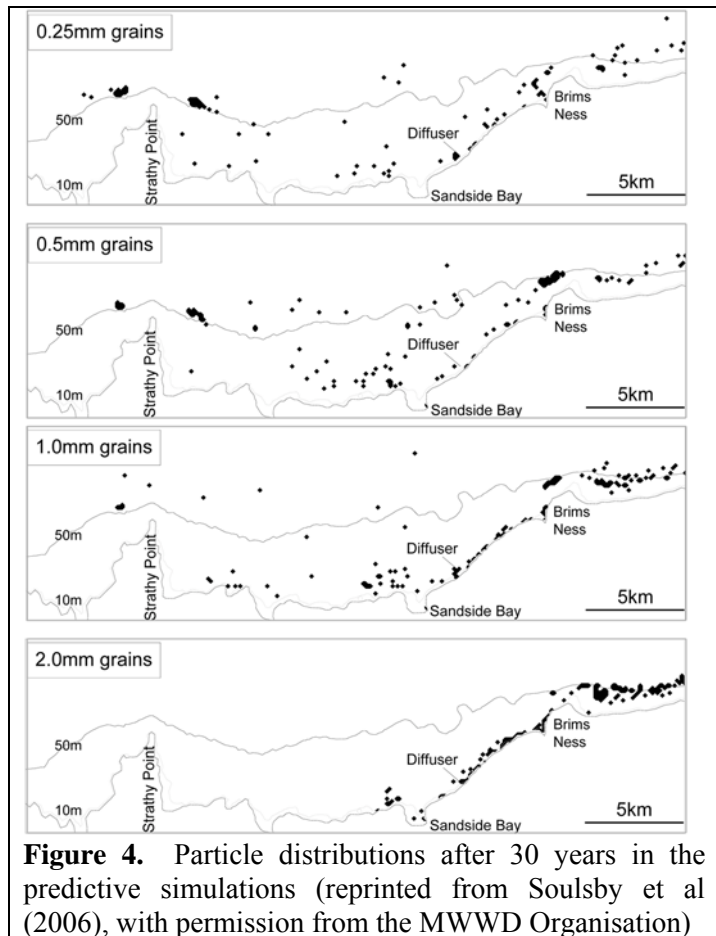 0.25mm grains
50m
10m
Strathy Point
Diffuser
Brims
Ness
Sandside Bay
5km
0.5mm grains
50m
10m
Strathy Point
Diffuser
Brims
Ness
Sandside Bay
5km
1.0mm grains
50m
10m
Strathy Point
Diffuser
Brims
Ness
Sandside Bay
5km
2.0mm grains
50m
10m
Strathy Point
Diffuser
Brims
Ness
Sandside Bay
5km
Figure 4. Particle distributions after 30 years in the
predictive simulations (reprinted from Soulsby et al
(2006), with permission from the MWWD Organisation)